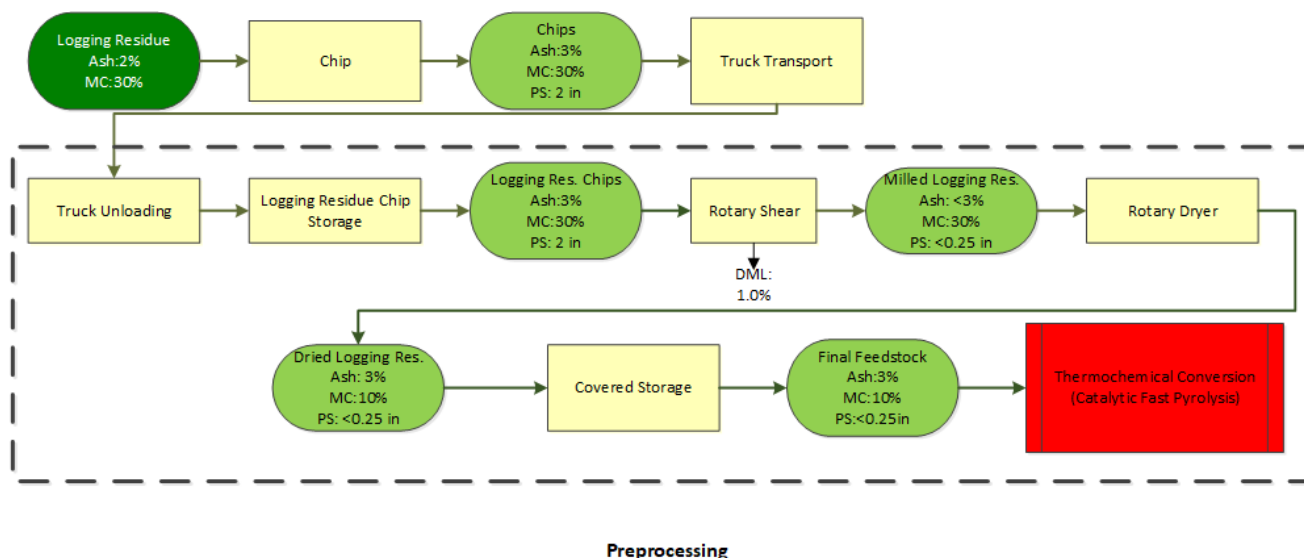 Logging Residue
Ash:2%
MC:30%
Chip
Chips
Ash:3%
MC:30%
PS: 2 in
Truck Transport
Truck Unloading
Logging Residue Chip
Storage
Logging Res. Chips
Ash:3%
MC:30%
PS: 2 in
Rotary Shear
DML:
1.0%
Milled Logging Res.
Ash: <3%
MC:30%
PS: <0.25 in
Rotary Dryer
Dried Logging Res.
Ash: 3%
MC:10%
PS: <0.25 in
Covered Storage
Final Feedstock
Ash:3%
MC:10%
PS:<0.25in
Thermochemical Conversion
(Catalytic Fast Pyrolysis)
Preprocessing